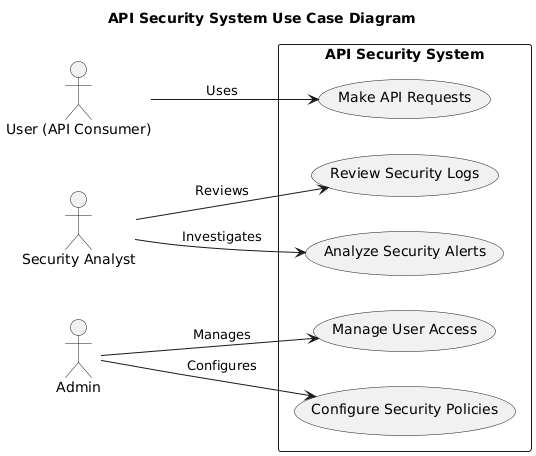 API Security System Use Case Diagram
API Security System
Uses
Make API Requests
User (API Consumer)
Reviews
Review Security Logs
Investigates
Analyze Security Alerts
Security Analyst
Manages
Manage User Access
Configures
Admin
Configure Security Policies